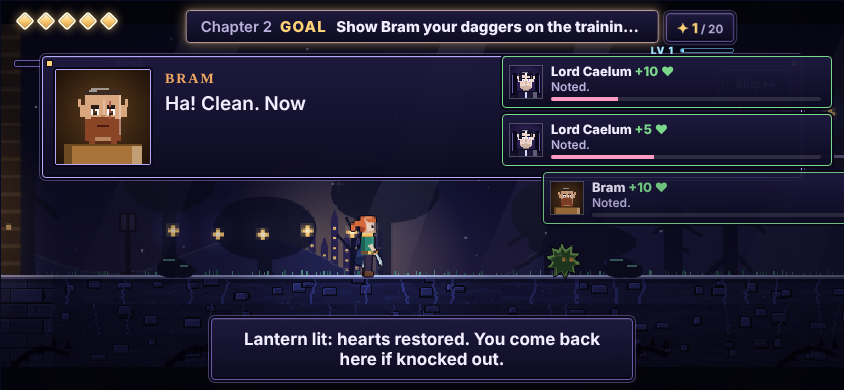 Chapter 2 GOAL Show Bram your daggers on the trainin...
1 / 20
LV 1
BRAM
Ha! Clean. Now
Lord Caelum +10
Noted.
Lord Caelum +5
Noted.
Bram +10
Noted.
Skip
Lantern lit: hearts restored. You come back
here if knocked out.